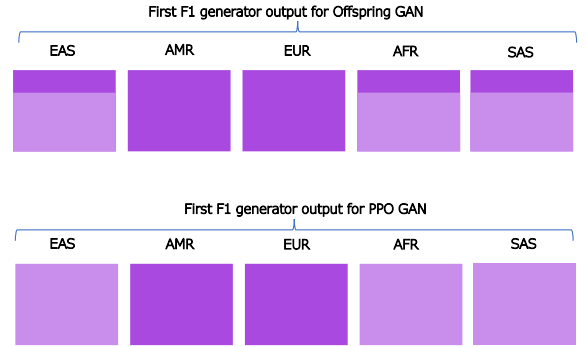 First F1 generator output for Offspring GAN
EAS AMR EUR AFR SAS
First F1 generator output for PPO GAN
EAS AMR EUR AFR SAS